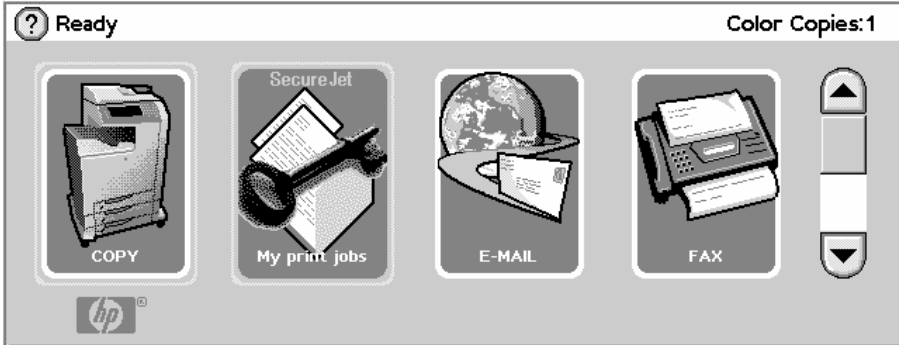 ? Ready
Color Copies:1
SecureJet
COPY
My print jobs
E-MAIL
FAX
hp®